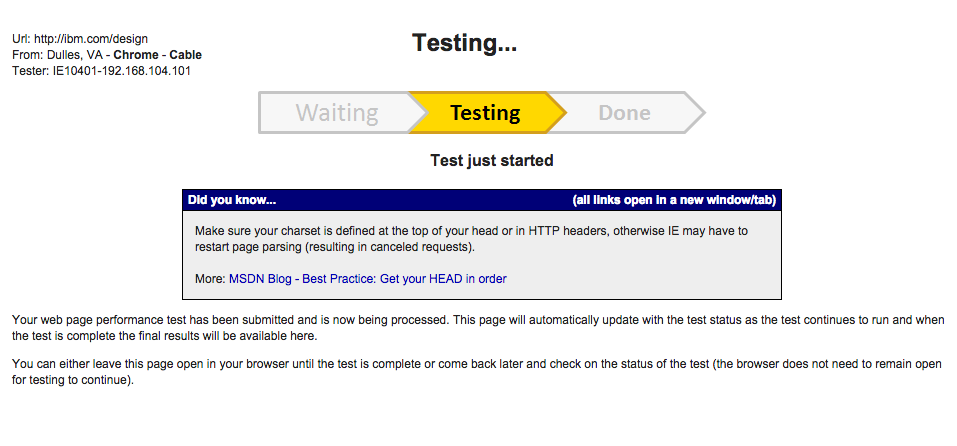 Url: http://ibm.com/design
From: Dulles, VA - Chrome - Cable
Tester: IE10401-192.168.104.101
Testing...
Waiting
Testing
Done
Test just started
Did you know...
(all links open in a new window/tab)
Make sure your charset is defined at the top of your head or in HTTP headers, otherwise IE may have to
restart page parsing (resulting in canceled requests).
More: MSDN Blog - Best Practice: Get your HEAD in order
Your web page performance test has been submitted and is now being processed. This page will automatically update with the test status as the test continues to run and when
the test is complete the final results will be available here.
You can either leave this page open in your browser until the test is complete or come back later and check on the status of the test (the browser does not need to remain open
for testing to continue).